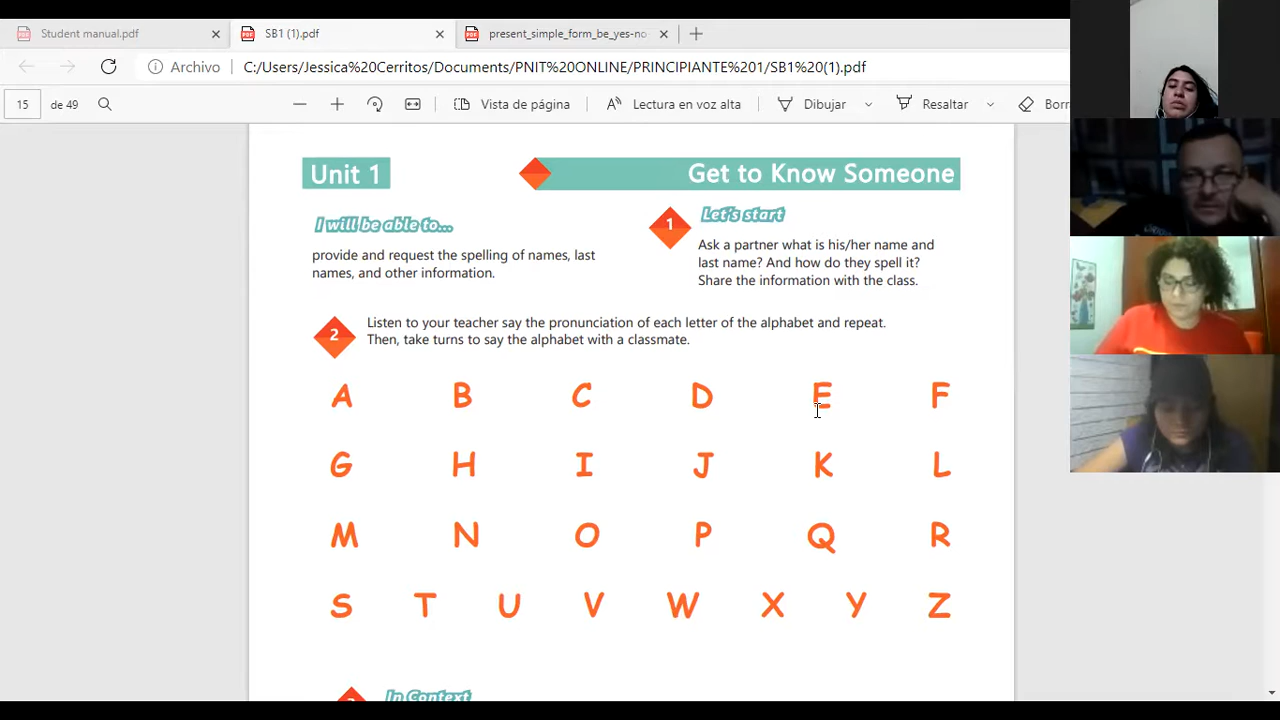 Student manual.pdf
SB1 (1).pdf
present_simple_form_be_yes-no
Archivo
C:/Users/Jessica%20Cerritos/Documents/PNIT%20ONLINE/PRINCIPIANTE%201/SB1%20(1).pdf
15 de 49
Vista de página
Lectura en voz alta
Dibujar
Resaltar
Borr
Unit 1
Get to Know Someone
I will be able to...
provide and request the spelling of names, last
names, and other information.
1
Let's start
Ask a partner what is his/her name and
last name? And how do they spell it?
Share the information with the class.
2
Listen to your teacher say the pronunciation of each letter of the alphabet and repeat.
Then, take turns to say the alphabet with a classmate.
A B C D E F
G H I J K L
M N O P Q R
S T U V W X Y Z
In Context